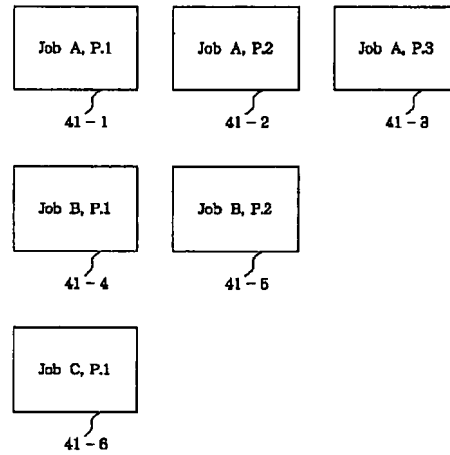 Job A, P.1
Job A, P.2
Job A, P.3
41-1
41-2
41-3
Job B, P.1
Job B, P.2
41-4
41-5
Job C, P.1
41-6